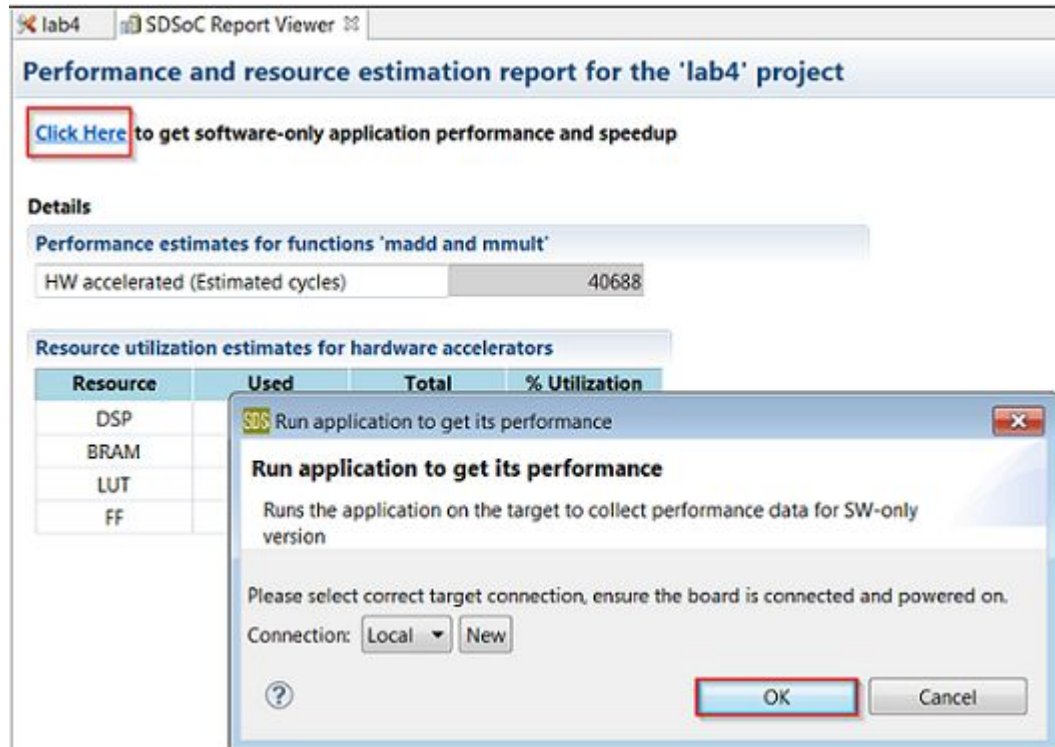 lab4 SDSoC Report Viewer
Performance and resource estimation report for the 'lab4' project
Click Here to get software-only application performance and speedup
Details
Performance estimates for functions 'madd and mmult'
HW accelerated (Estimated cycles) 40688
Resource utilization estimates for hardware accelerators
Resource Used Total % Utilization
DSP
BRAM
LUT
FF
SDS Run application to get its performance
Run application to get its performance
Runs the application on the target to collect performance data for SW-only
version
Please select correct target connection, ensure the board is connected and powered on.
Connection: Local New
? OK Cancel